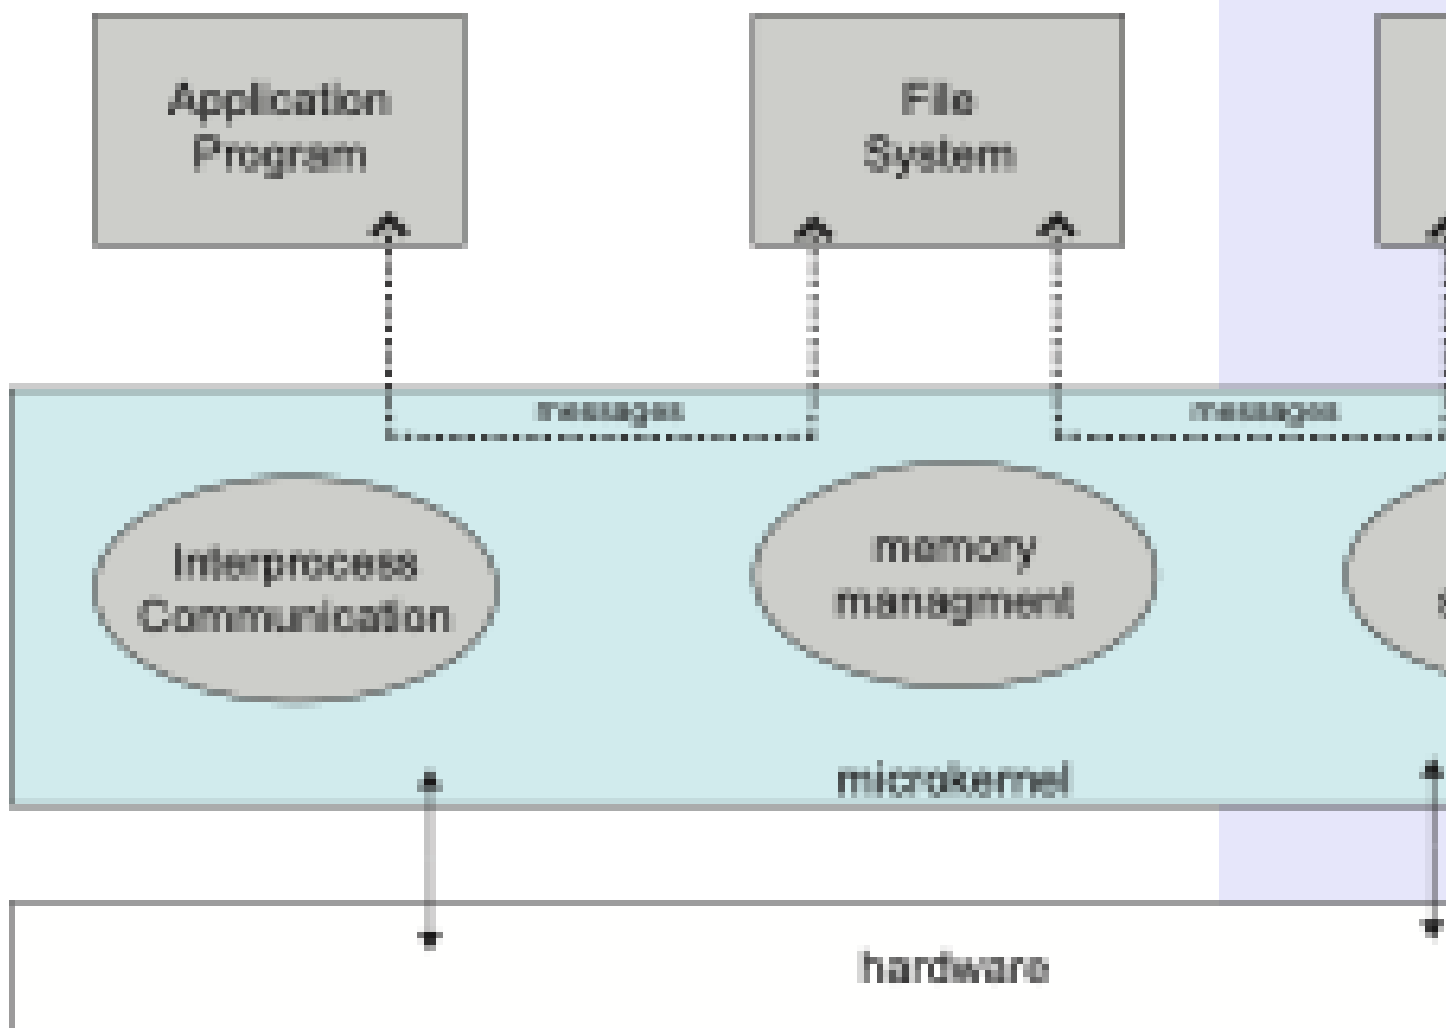 Application
Program
File
System
messages
messages
Interprocess
Communication
memory
managment
microkernel
hardware